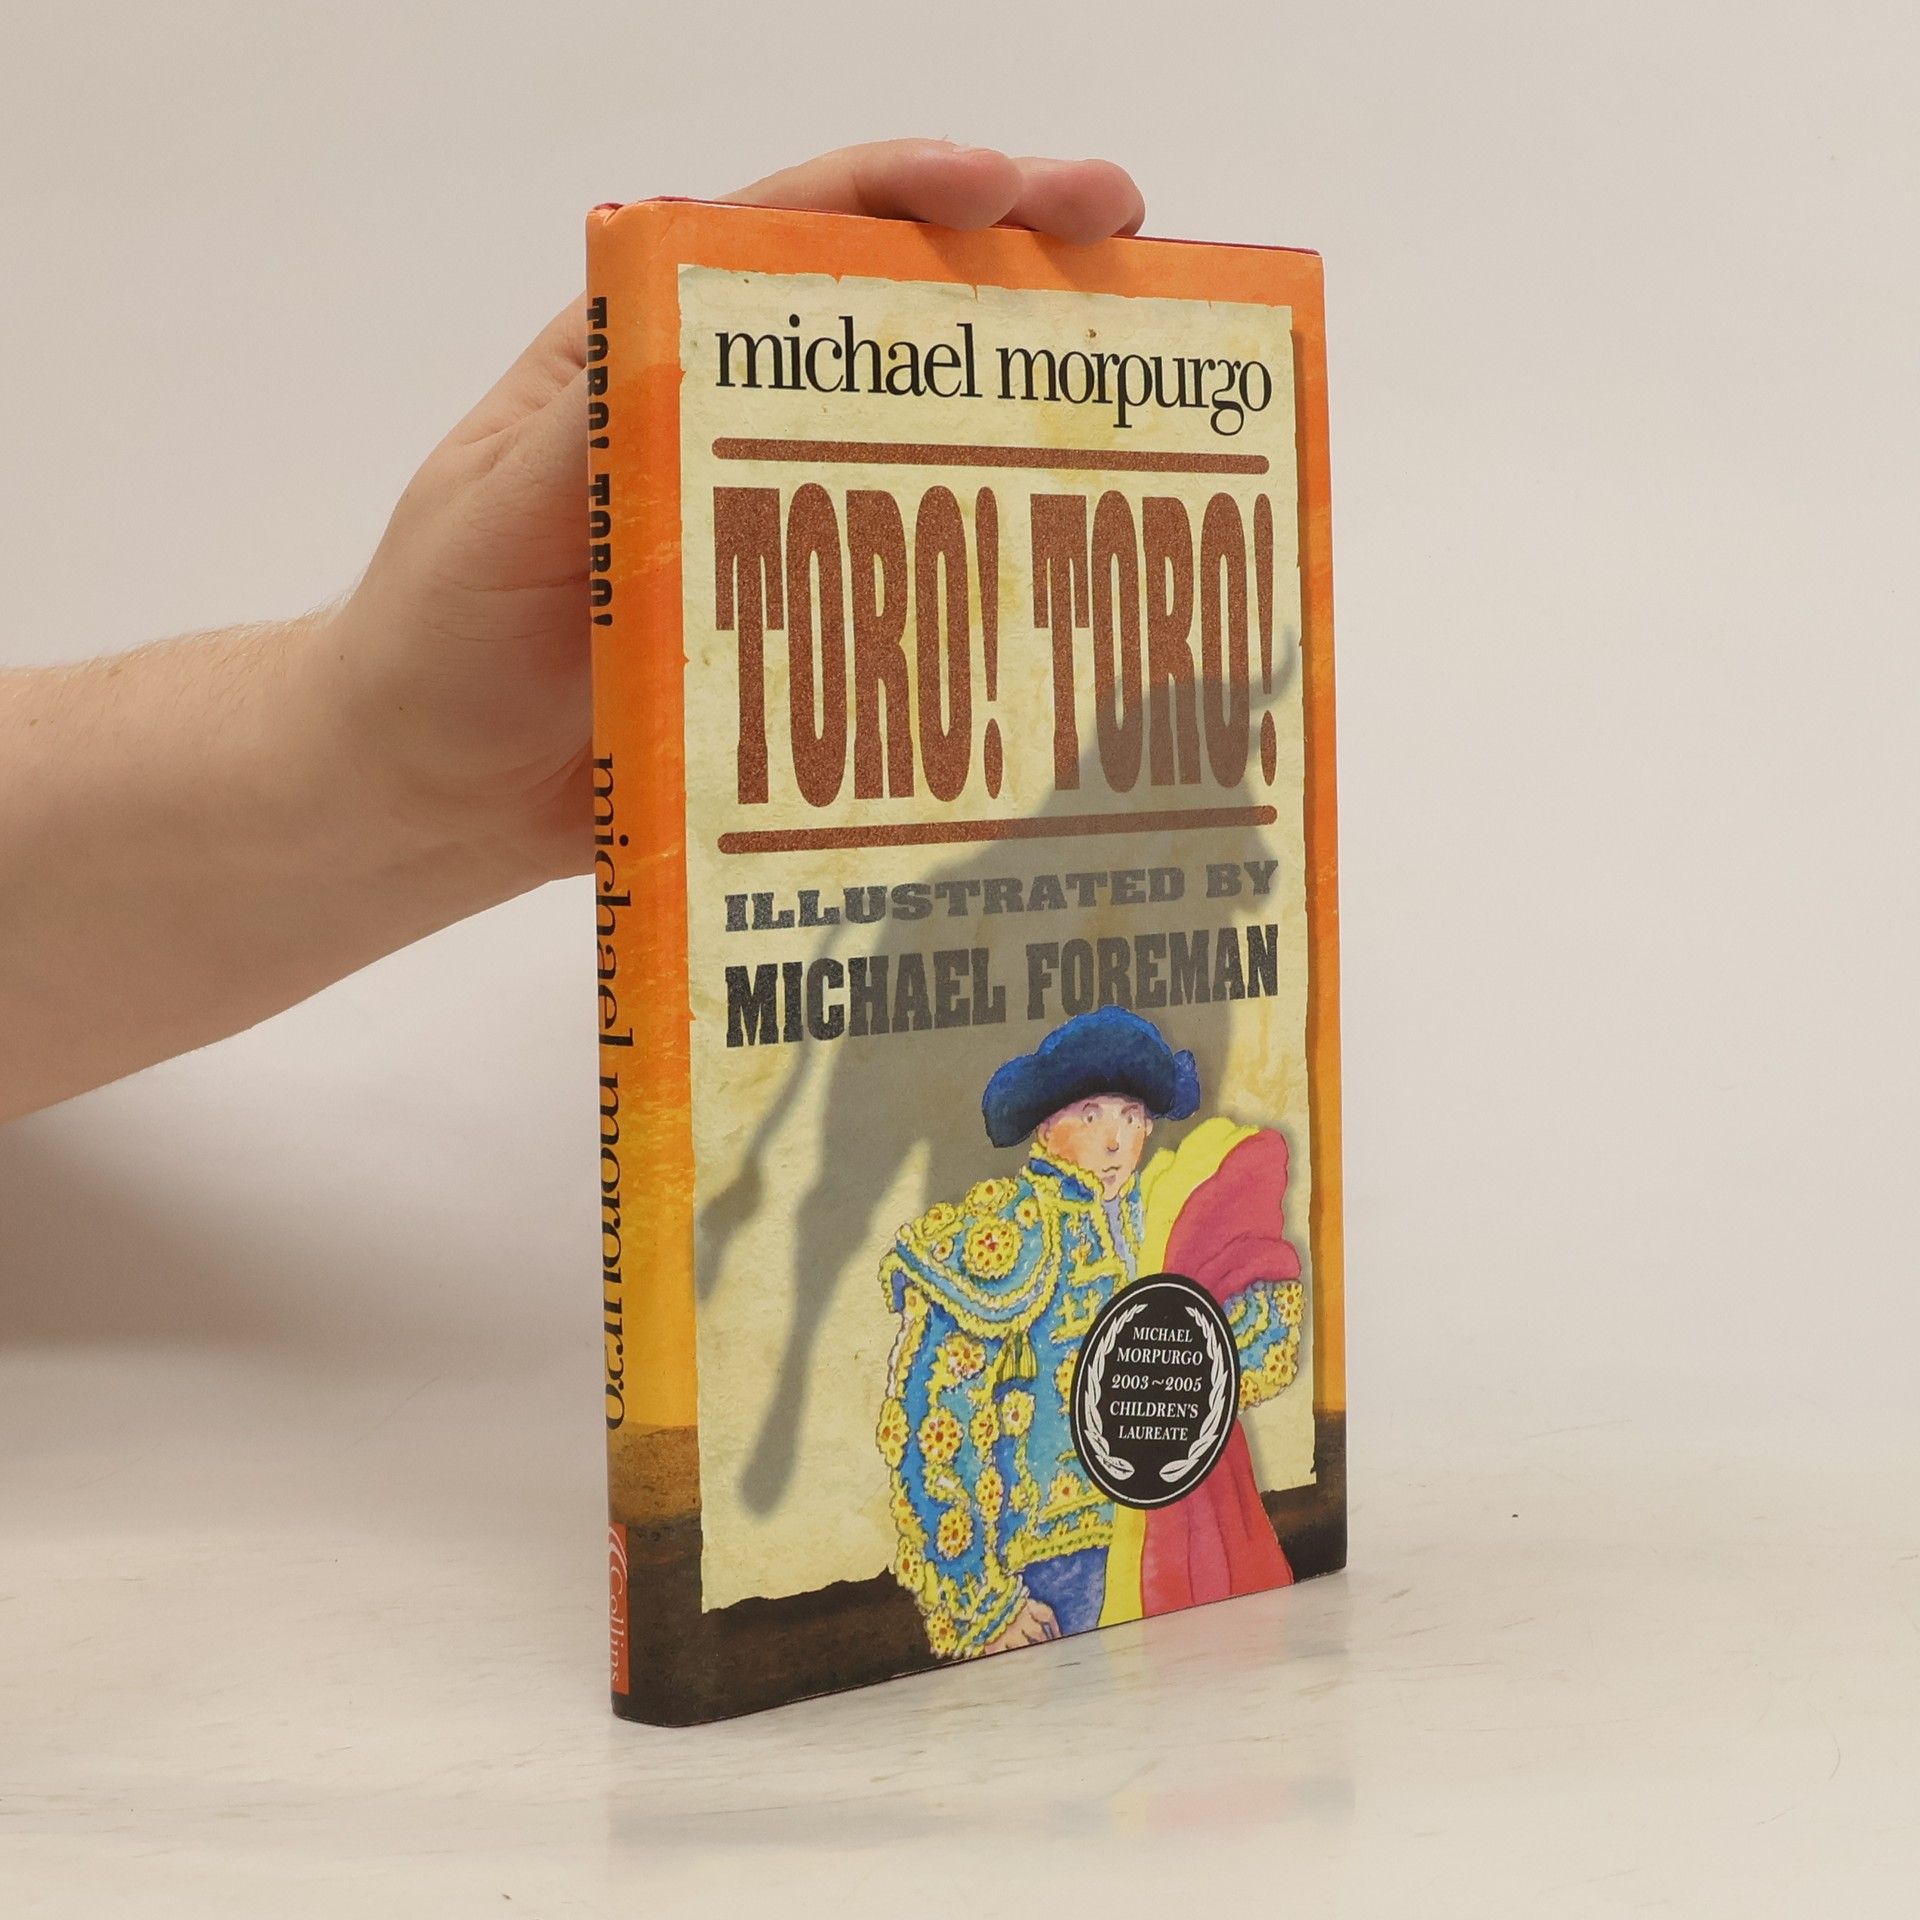 michael morpurgo
TORO! TORO!
ILLUSTRATED BY
MICHAEL FOREMAN
MICHAEL
MORPURGO
2003~2005
CHILDREN'S
LAUREATE
TORO! TORO! michael morpurgo Collins